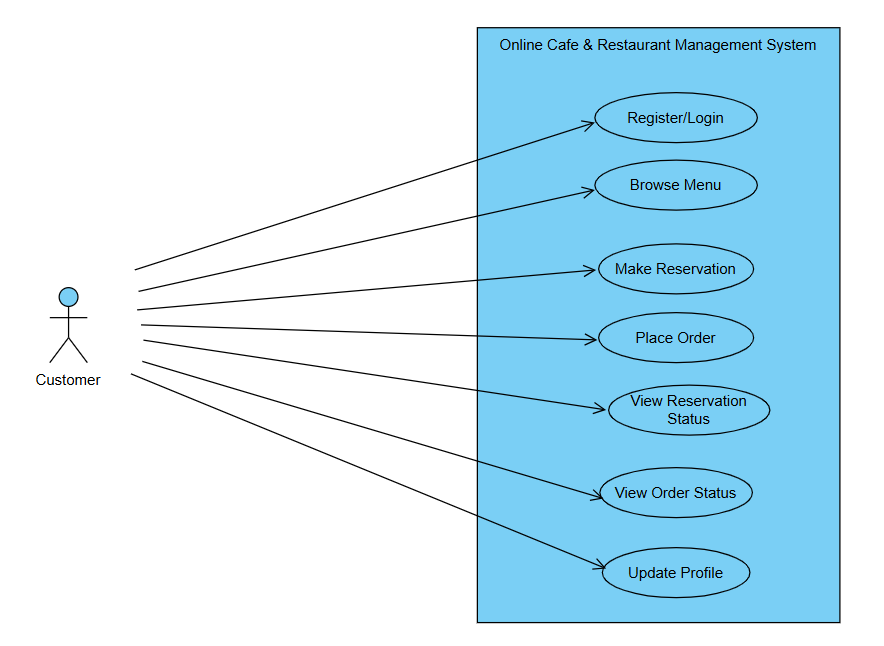 Online Cafe & Restaurant Management System
Register/Login
Browse Menu
Make Reservation
Place Order
View Reservation
Status
View Order Status
Update Profile
Customer